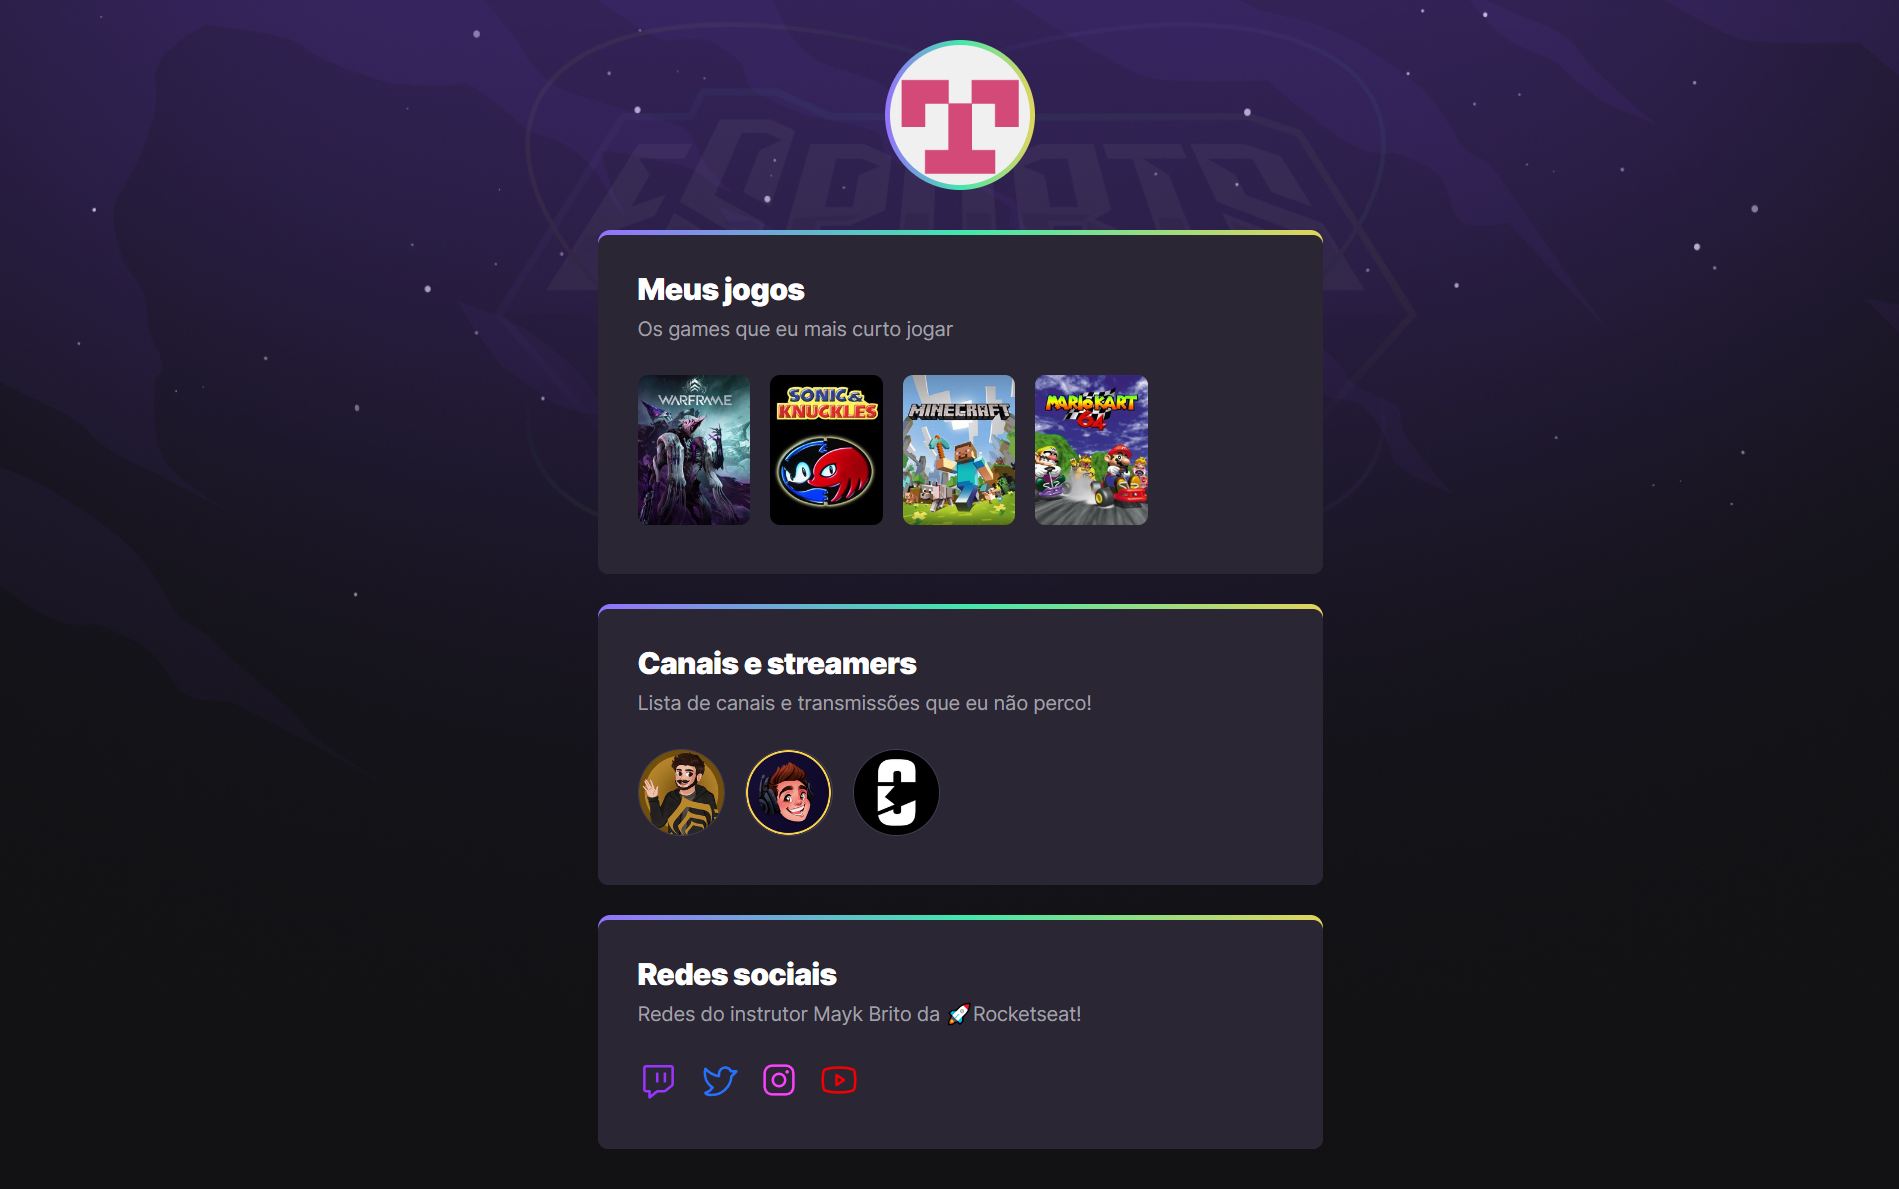 ESPORTS
Meus jogos
Os games que eu mais curto jogar
WARFRAME
SONIC &
KNUCKLES
MINECRAFT
MARIO KART
64
Canais e streamers
Lista de canais e transmissões que eu não perco!
Redes sociais
Redes do instrutor Mayk Brito da 🚀Rocketseat!